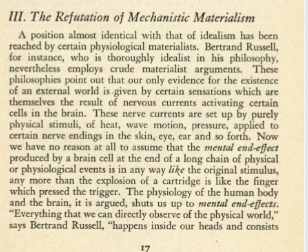 III. The Refutation of Mechanistic Materialism
A position almost identical with that of idealism has been
reached by certain physiological materialists. Bertrand Russell,
for instance, who is thoroughly idealist in his philosophy,
nevertheless employs crude materialist arguments. These
philosophies point out that our only evidence for the existence
of an external world is given by certain sensations which are
themselves the result of nervous currents activating certain
cells in the brain. These nerve currents are set up by purely
physical stimuli, of heat, wave motion, pressure, applied to
certain nerve endings in the skin, eye, ear and so forth. Now
we have no reason at all to assume that the mental end-effect
produced by a brain cell at the end of a long chain of physical
or physiological events is in any way like the original stimulus,
any more than the explosion of a cartridge is like the finger
which pressed the trigger. The physiology of the human body
and the brain, it is argued, shuts us up to mental end-effects.
"Everything that we can directly observe of the physical world,"
says Bertrand Russell, "happens inside our heads and consists
17